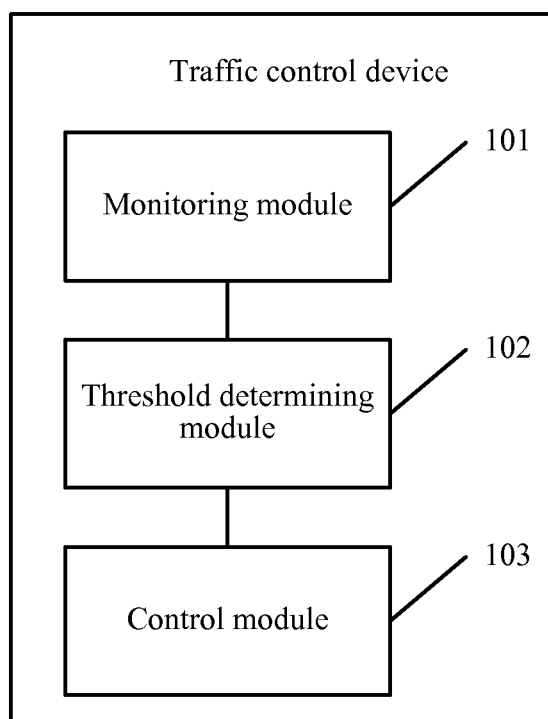 Traffic control device
101
Monitoring module
102
Threshold determining
module
103
Control module